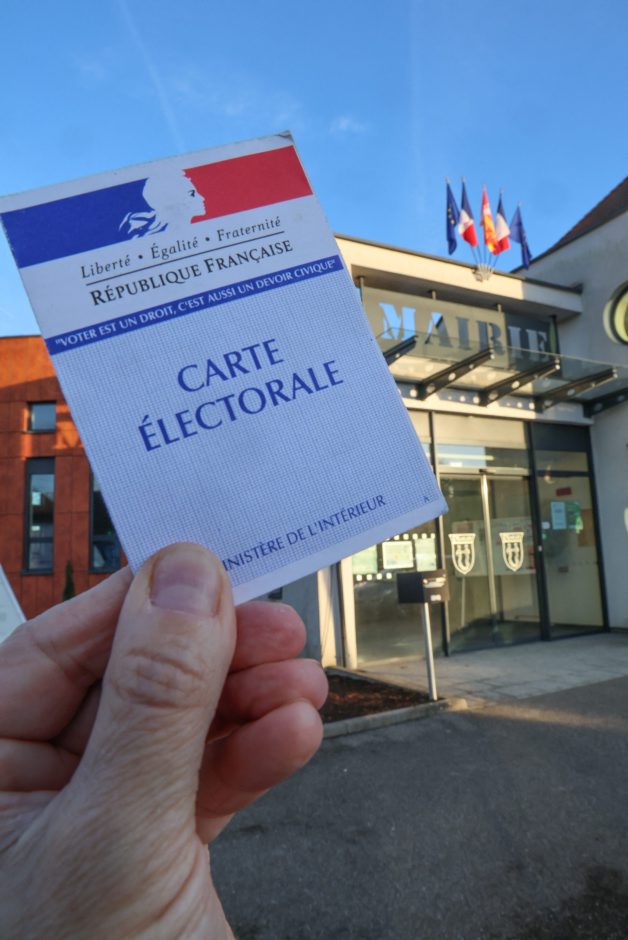 Liberté • Égalité • Fraternité
RÉPUBLIQUE FRANÇAISE
"VOTER EST UN DROIT, C'EST AUSSI UN DEVOIR CIVIQUE"
CARTE
ÉLECTORALE
INISTÈRE DE L'INTÉRIEUR
A
MAIRIE